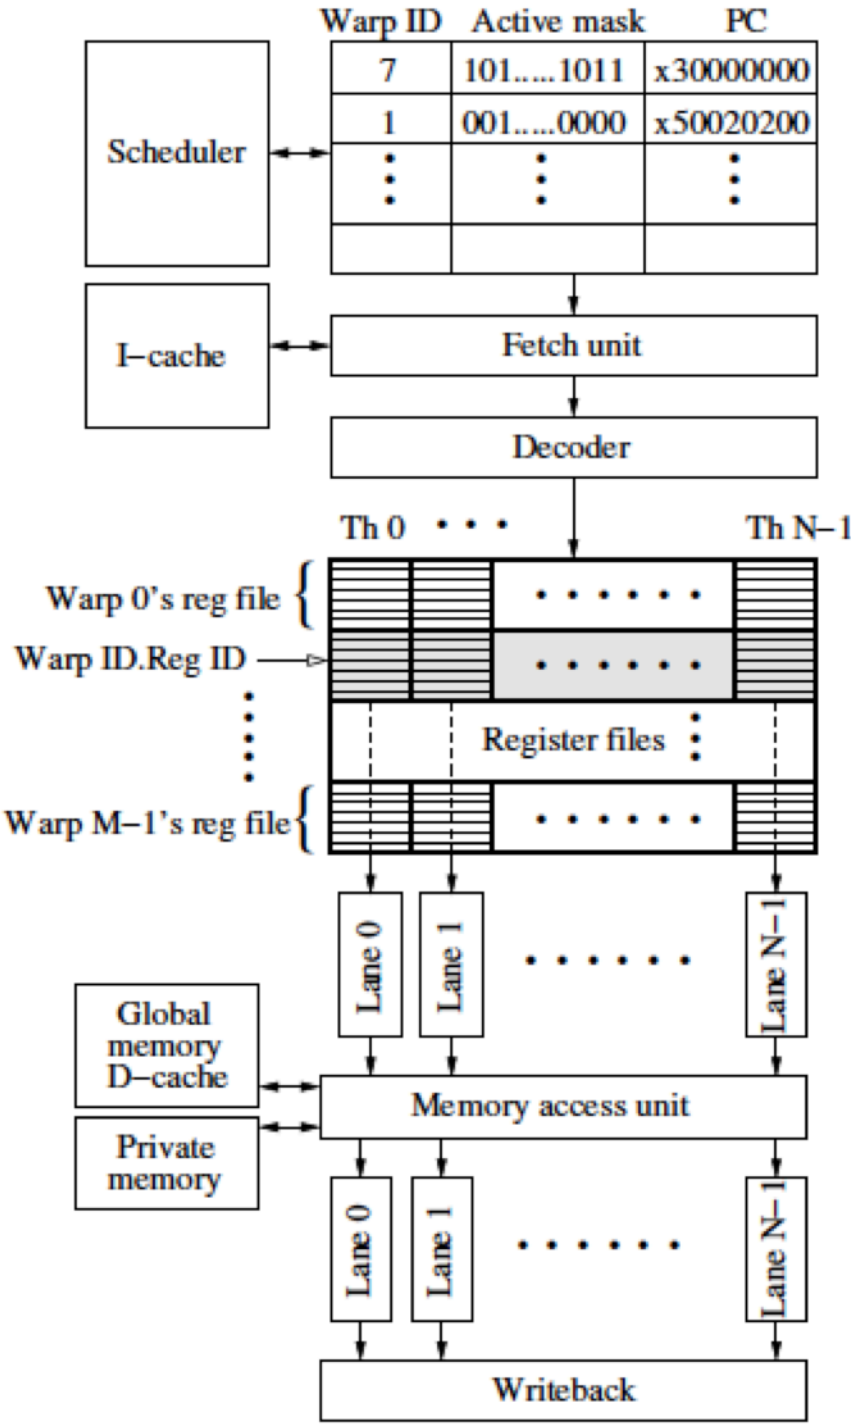 Warp ID Active mask PC
7 101.....1011 x30000000
Scheduler
1 001.....0000 x50020200
I–cache
Fetch unit
Decoder
Th 0 Th N–1
Warp 0's reg file
Warp ID.Reg ID
Register files
Warp M–1's reg file
Lane 0
Lane 1
Lane N–1
Global
memory
D–cache
Memory access unit
Private
memory
Lane 0
Lane 1
Lane N–1
Writeback